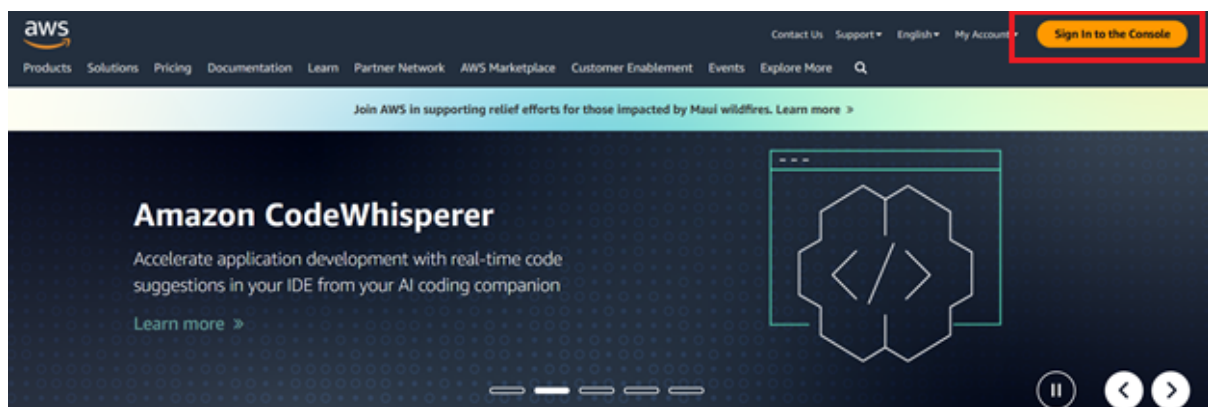 aws
Contact Us Support English My Account Sign In to the Console
Products Solutions Pricing Documentation Learn Partner Network AWS Marketplace Customer Enablement Events Explore More
Join AWS in supporting relief efforts for those impacted by Maui wildfires. Learn more »
Amazon CodeWhisperer
Accelerate application development with real-time code
suggestions in your IDE from your AI coding companion
Learn more »